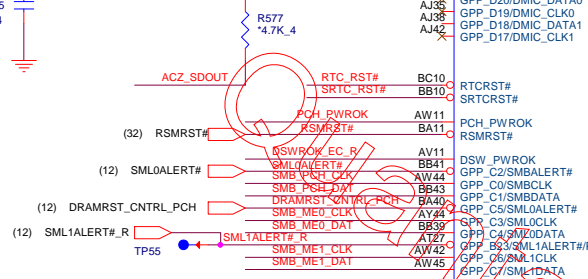 AJ35 GPP_D20/DMIC_DATA0
AJ38 GPP_D19/DMIC_CLK0
GPP_D18/DMIC_DATA1
AJ42 GPP_D17/DMIC_CLK1
R577
*4.7K_4
ACZ_SDOUT
RTC_RST# BC10 RTCRST#
SRTC_RST# BB10 SRTCRST#
PCH_PWROK AW11 PCH_PWROK
(32) RSMRST# RSMRST# BA11 RSMRST#
DSWROK_EC_R AV11 DSW_PWROK
(12) SML0ALERT# SML0ALERT# BB41 GPP_C2/SMBALERT#
SMB_PCH_CLK AW44 GPP_C0/SMBCLK
SMB_PCH_DAT BB43 GPP_C1/SMBDATA
(12) DRAMRST_CNTRL_PCH DRAMRST_CNTRL_PCH BA40 GPP_C5/SML0ALERT#
SMB_ME0_CLK AY44 GPP_C3/SML0CLK
SMB_ME0_DAT BB39 GPP_C4/SML0DATA
(12) SML1ALERT#_R SML1ALERT#_R AT27 GPP_B23/SML1ALERT#/
TP55
SMB_ME1_CLK AW42 GPP_C6/SML1CLK
SMB_ME1_DAT AW45 GPP_C7/SML1DATA